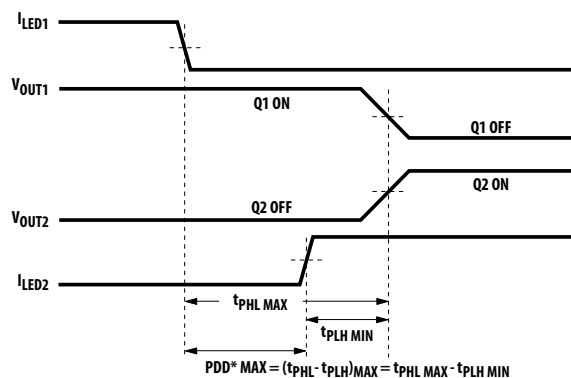 ILED1
VOUT1
Q1 ON
Q1 OFF
Q2 ON
Q2 OFF
VOUT2
ILED2
tPHL MAX
tPLH MIN
PDD* MAX = (tPHL- tPLH)MAX = tPHL MAX - tPLH MIN